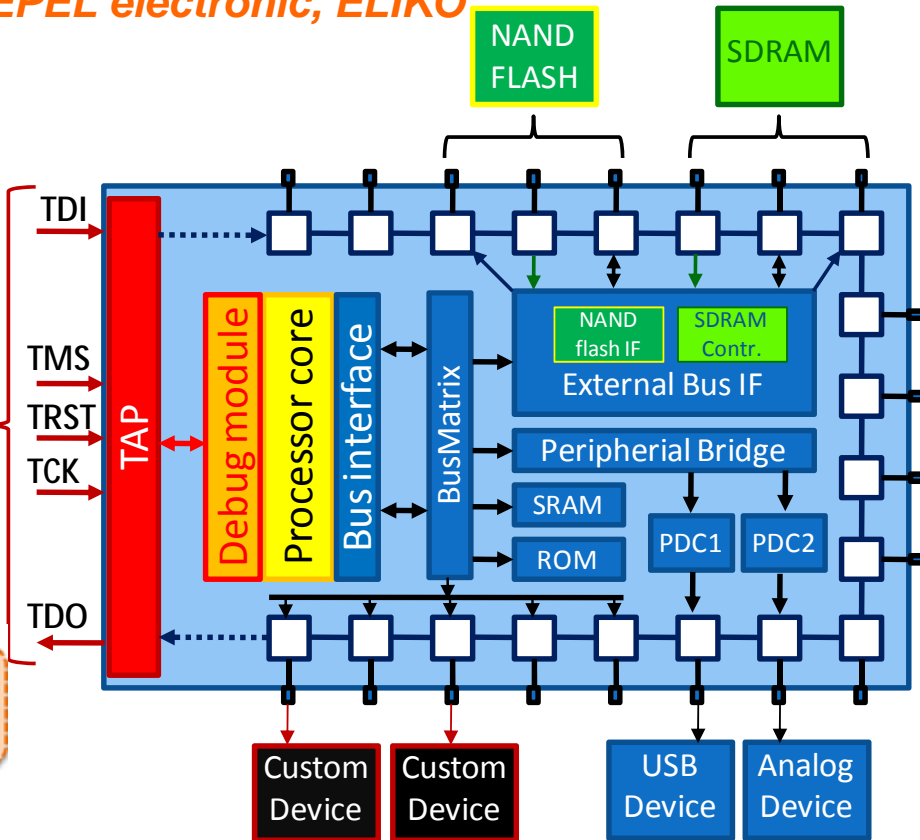 EPEL electronic, ELIKO
NAND
FLASH
SDRAM
TDI
TMS
TRST
TCK
TDO
TAP
Debug module
Processor core
Bus interface
BusMatrix
NAND
flash IF
SDRAM
Contr.
External Bus IF
Peripherial Bridge
SRAM
ROM
PDC1
PDC2
Custom
Device
Custom
Device
USB
Device
Analog
Device